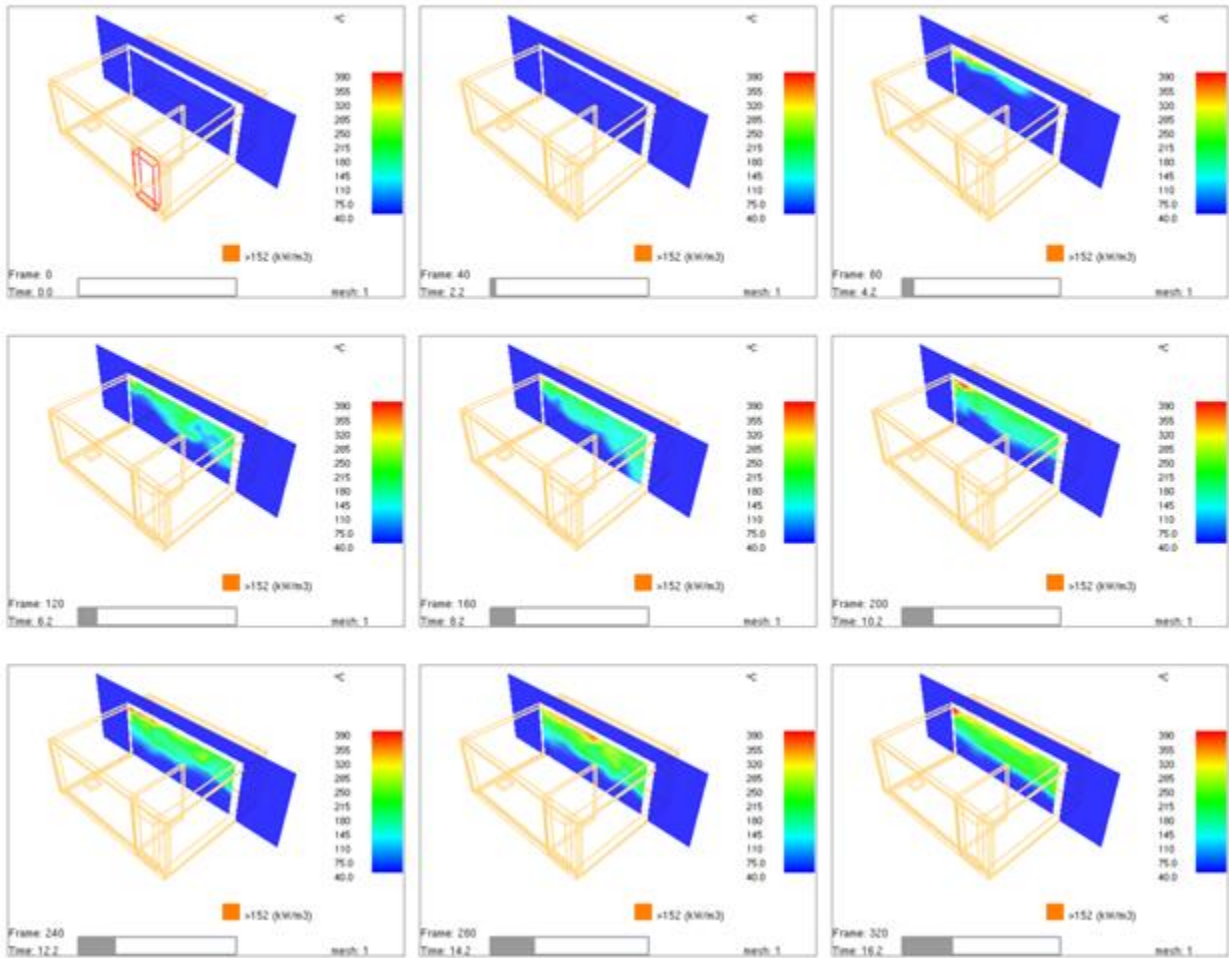 °C
390
355
320
285
250
215
180
145
110
75.0
40.0
>152 (kW/m3)
Frame: 0
Time: 0.0
mesh: 1
°C
390
355
320
285
250
215
180
145
110
75.0
40.0
>152 (kW/m3)
Frame: 40
Time: 2.2
mesh: 1
°C
390
355
320
285
250
215
180
145
110
75.0
40.0
>152 (kW/m3)
Frame: 80
Time: 4.2
mesh: 1
°C
390
355
320
285
250
215
180
145
110
75.0
40.0
>152 (kW/m3)
Frame: 120
Time: 6.2
mesh: 1
°C
390
355
320
285
250
215
180
145
110
75.0
40.0
>152 (kW/m3)
Frame: 160
Time: 8.2
mesh: 1
°C
390
355
320
285
250
215
180
145
110
75.0
40.0
>152 (kW/m3)
Frame: 200
Time: 10.2
mesh: 1
°C
390
355
320
285
250
215
180
145
110
75.0
40.0
>152 (kW/m3)
Frame: 240
Time: 12.2
mesh: 1
°C
390
355
320
285
250
215
180
145
110
75.0
40.0
>152 (kW/m3)
Frame: 280
Time: 14.2
mesh: 1
°C
390
355
320
285
250
215
180
145
110
75.0
40.0
>152 (kW/m3)
Frame: 320
Time: 16.2
mesh: 1